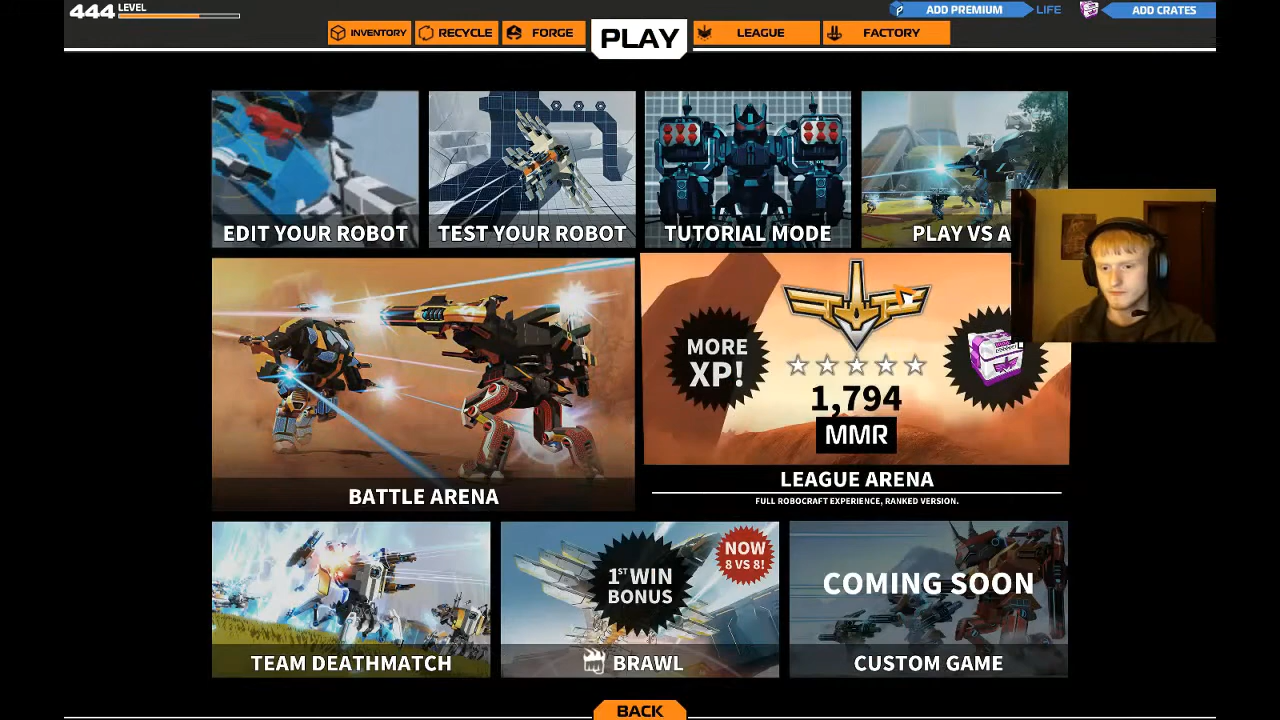 444 LEVEL
ADD PREMIUM LIFE ADD CRATES
INVENTORY RECYCLE FORGE PLAY LEAGUE FACTORY
EDIT YOUR ROBOT
TEST YOUR ROBOT
TUTORIAL MODE
PLAY VS A
MORE
XP!
1,794
MMR
BATTLE ARENA
LEAGUE ARENA
FULL ROBOCRAFT EXPERIENCE, RANKED VERSION.
TEAM DEATHMATCH
1ST WIN
BONUS
NOW
8 VS 8!
BRAWL
COMING SOON
CUSTOM GAME
BACK